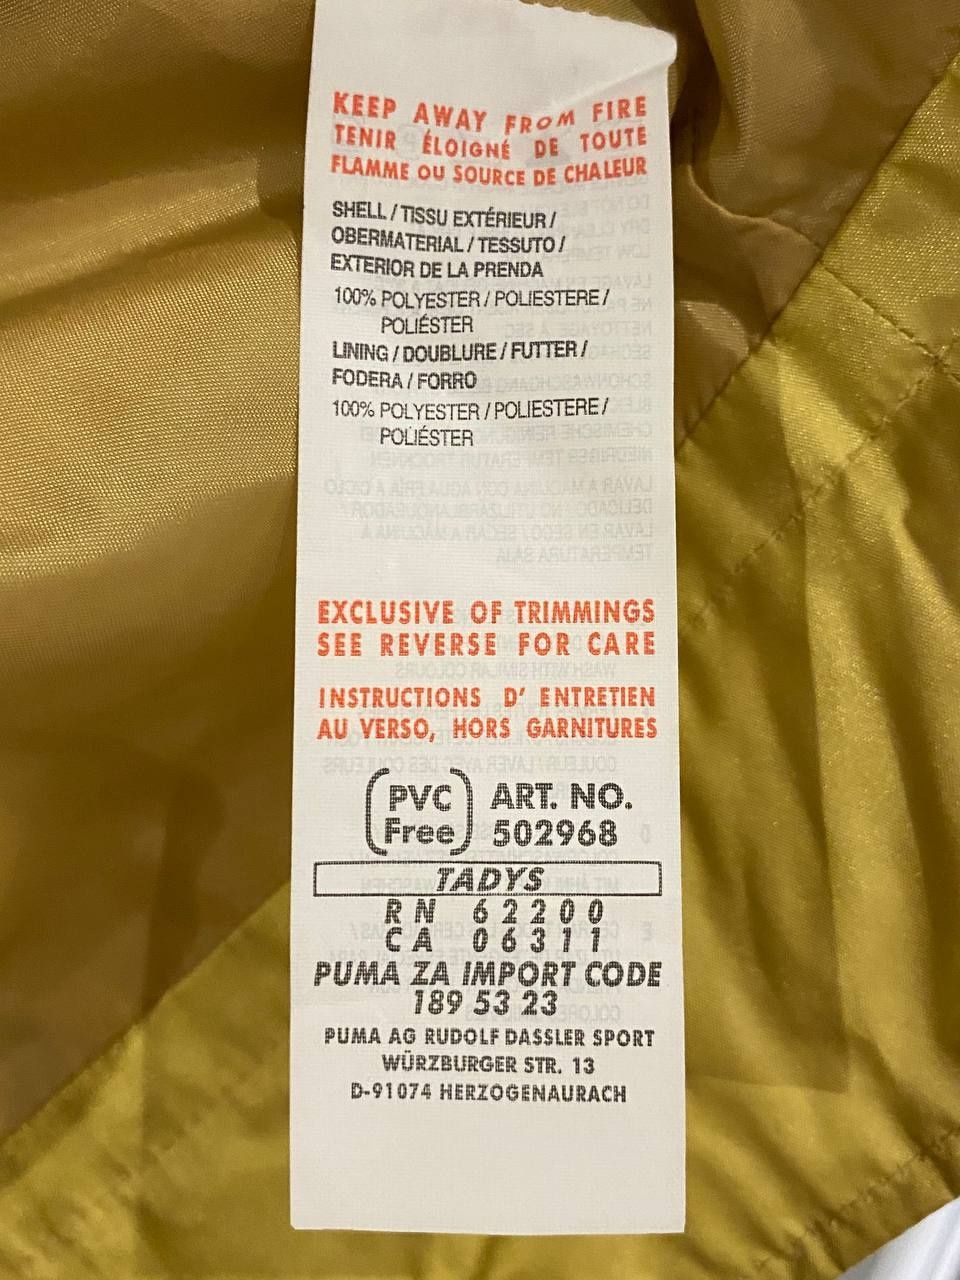 KEEP AWAY FROM FIRE
TENIR ÉLOIGNÉ DE TOUTE
FLAMME OU SOURCE DE CHALEUR
SHELL / TISSU EXTÉRIEUR /
OBERMATERIAL / TESSUTO /
EXTERIOR DE LA PRENDA
100% POLYESTER / POLIESTERE /
POLIÉSTER
LINING / DOUBLURE / FUTTER /
FODERA / FORRO
100% POLYESTER / POLIESTERE /
POLIÉSTER
EXCLUSIVE OF TRIMMINGS
SEE REVERSE FOR CARE
INSTRUCTIONS D' ENTRETIEN
AU VERSO, HORS GARNITURES
PVC ART. NO.
Free 502968
TADYS
RN 62200
CA 06311
PUMA ZA IMPORT CODE
189 53 23
PUMA AG RUDOLF DASSLER SPORT
WÜRZBURGER STR. 13
D-91074 HERZOGENAURACH